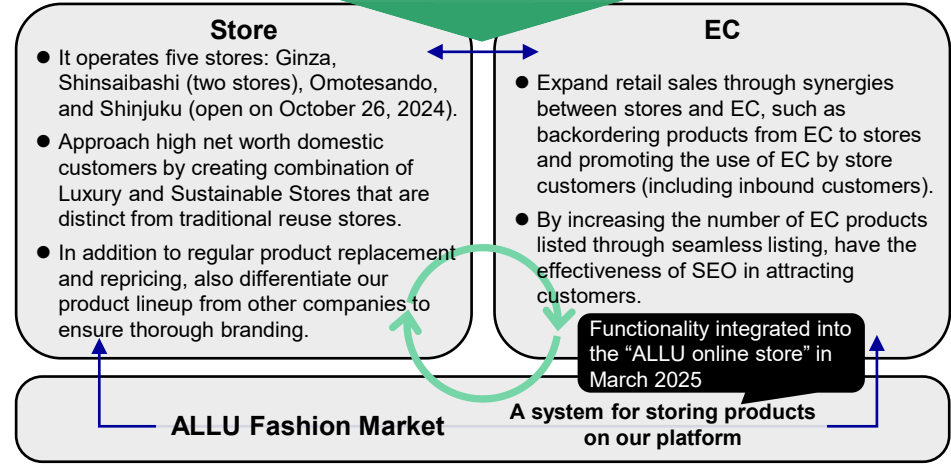 Store
● It operates five stores: Ginza,
Shinsaibashi (two stores), Omotesando,
and Shinjuku (open on October 26, 2024).
● Approach high net worth domestic
customers by creating combination of
Luxury and Sustainable Stores that are
distinct from traditional reuse stores.
● In addition to regular product replacement
and repricing, also differentiate our
product lineup from other companies to
ensure thorough branding.
EC
● Expand retail sales through synergies
between stores and EC, such as
backordering products from EC to stores
and promoting the use of EC by store
customers (including inbound customers).
● By increasing the number of EC products
listed through seamless listing, have the
effectiveness of SEO in attracting
customers.
Functionality integrated into
the “ALLU online store” in
March 2025
ALLU Fashion Market
A system for storing products
on our platform